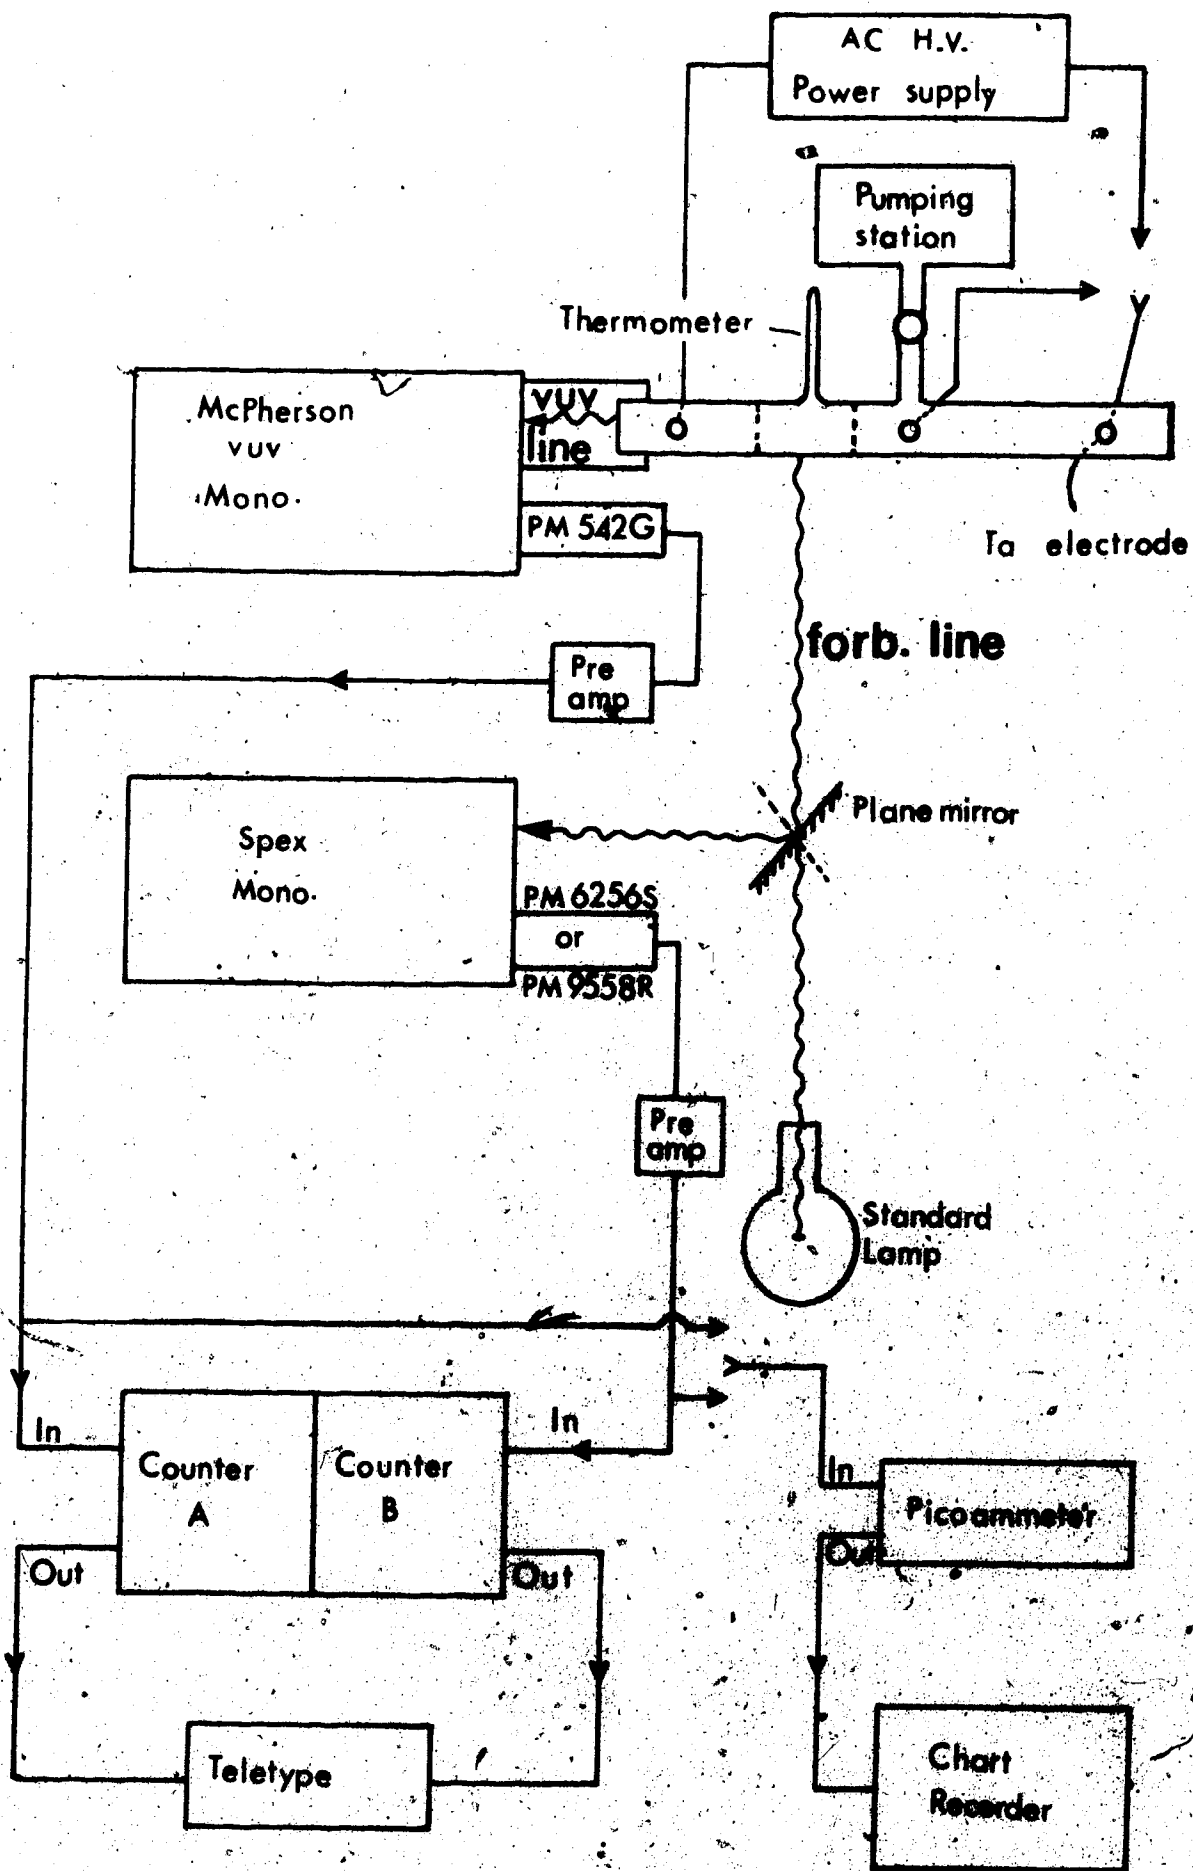 AC H.V.
Power supply
Pumping
station
Thermometer
McPherson
vuv
Mono.
VUV
line
PM 542G
Ta electrode
forb. line
Pre
amp
Plane mirror
Spex
Mono.
PM 6256S
or
PM 9558R
Pre
amp
Standard
Lamp
In
Counter
A
Counter
B
In
In
Picoammeter
Out
Out
Out
Teletype
Chart
Recorder